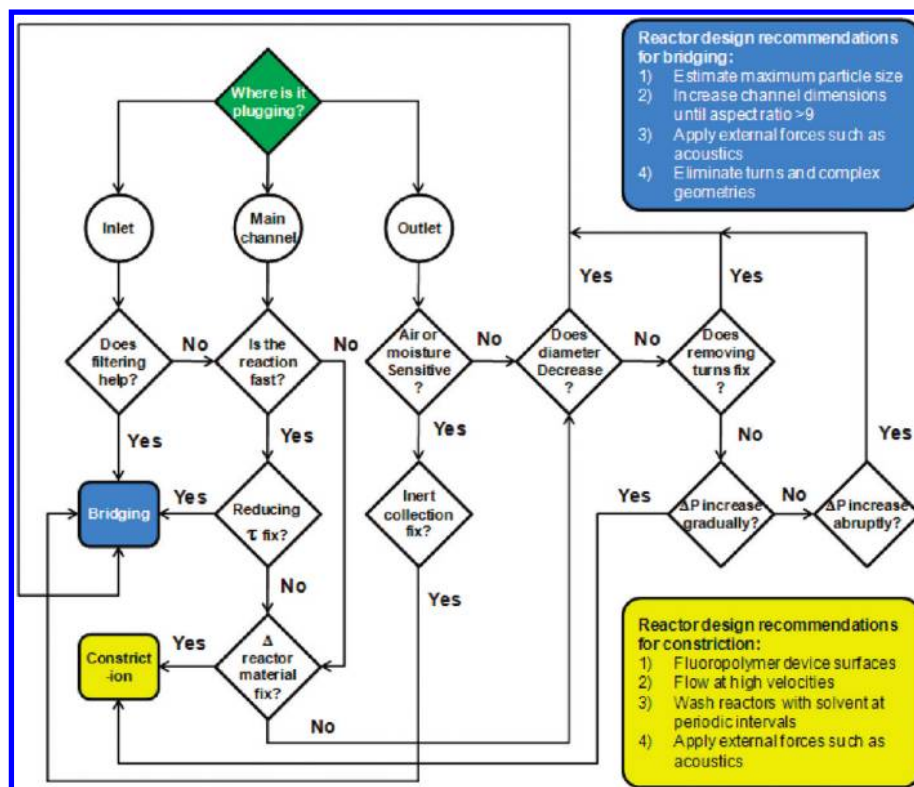 Where is it
plugging?
Reactor design recommendations
for bridging:
1) Estimate maximum particle size
2) Increase channel dimensions
until aspect ratio >9
3) Apply external forces such as
acoustics
4) Eliminate turns and complex
geometries
Inlet
Main
channel
Outlet
Yes
Yes
Yes
Does
filtering
help?
No
Is the
reaction
fast?
No
Air or
moisture
Sensitive
?
No
Does
diameter
Decrease
?
No
Does
removing
turns fix
?
Yes
Yes
Yes
No
Bridging
Yes
Reducing
τ fix?
Inert
collection
fix?
Yes
ΔP increase
gradually?
No
ΔP increase
abruptly?
No
Yes
Constrict
-ion
Yes
Δ
reactor
material
fix?
No
Reactor design recommendations
for constriction:
1) Fluoropolymer device surfaces
2) Flow at high velocities
3) Wash reactors with solvent at
periodic intervals
4) Apply external forces such as
acoustics